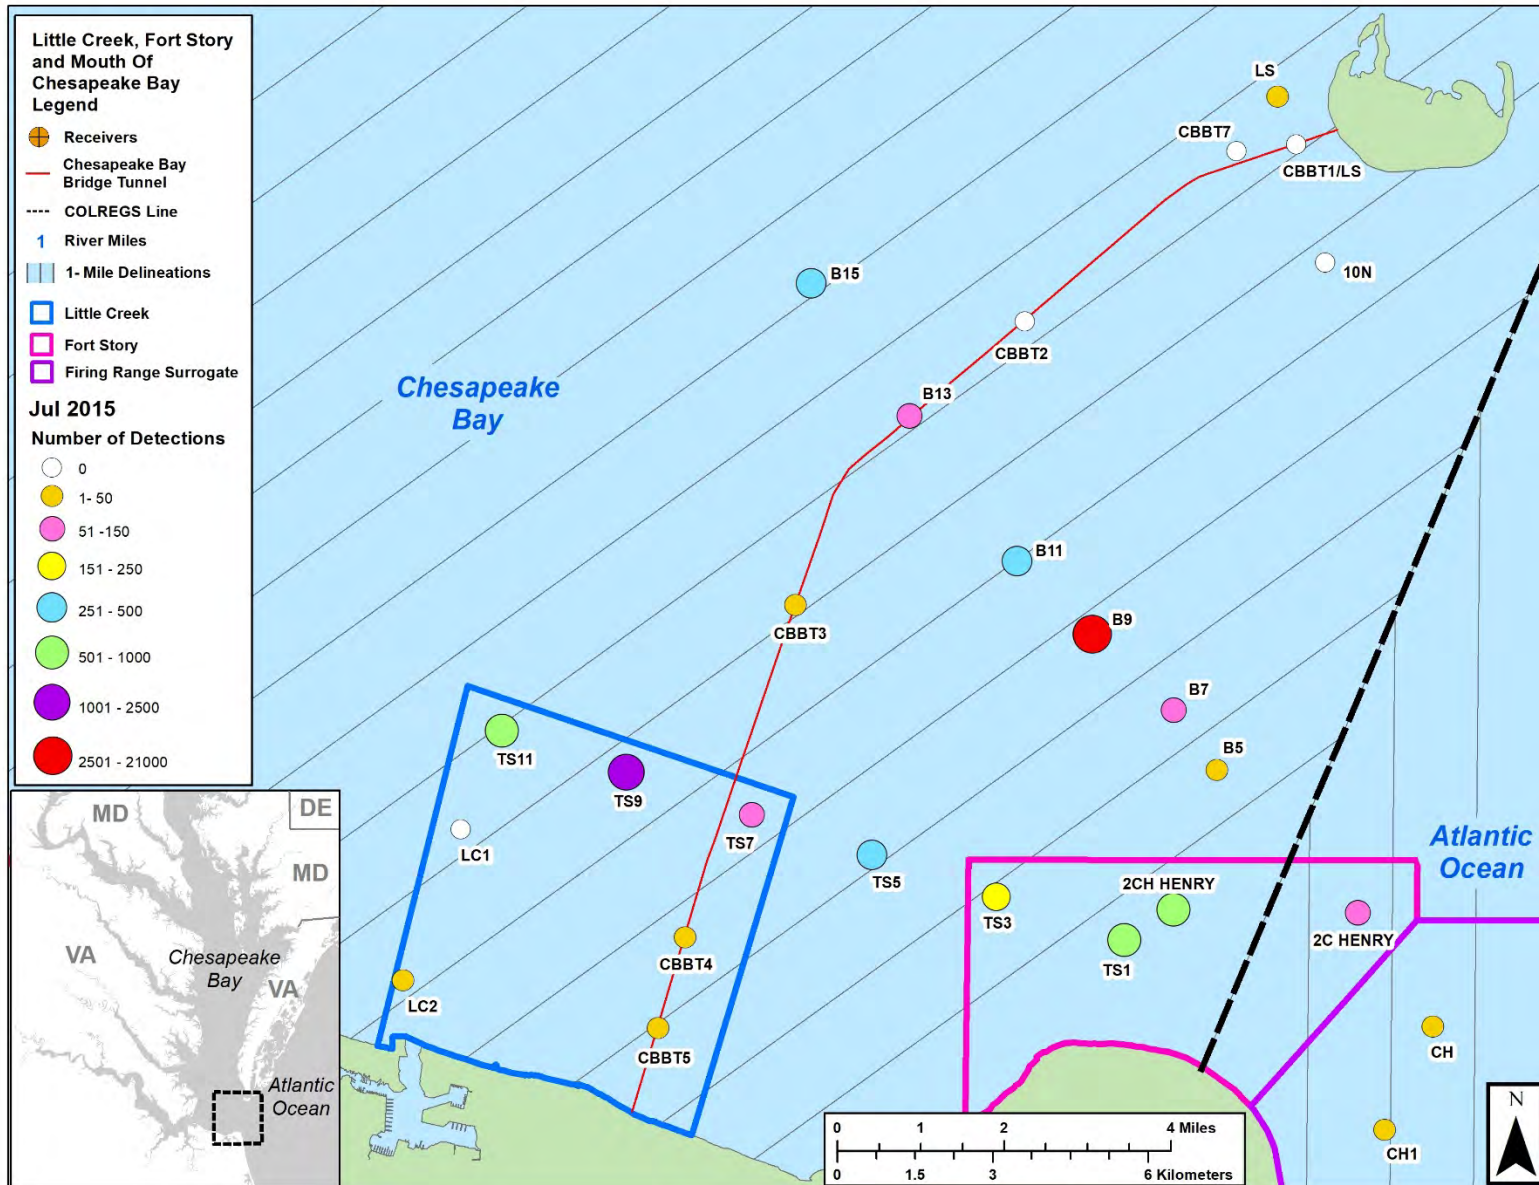 Little Creek, Fort Story
and Mouth Of
Chesapeake Bay
Legend
Receivers
Chesapeake Bay
Bridge Tunnel
COLREGS Line
1 River Miles
1- Mile Delineations
Little Creek
Fort Story
Firing Range Surrogate
Jul 2015
Number of Detections
0
1- 50
51 -150
151 - 250
251 - 500
501 - 1000
1001 - 2500
2501 - 21000
LS
CBBT7
CBBT1/LS
10N
B15
CBBT2
Chesapeake
Bay
B13
B11
CBBT3
B9
B7
B5
TS11
TS9
TS7
LC1
TS5
Atlantic
Ocean
2CH HENRY
TS3
TS1
2C HENRY
CBBT4
LC2
CBBT5
CH
CH1
MD
DE
MD
VA
Chesapeake
Bay
VA
Atlantic
Ocean
0 1 2 4 Miles
0 1.5 3 6 Kilometers
N